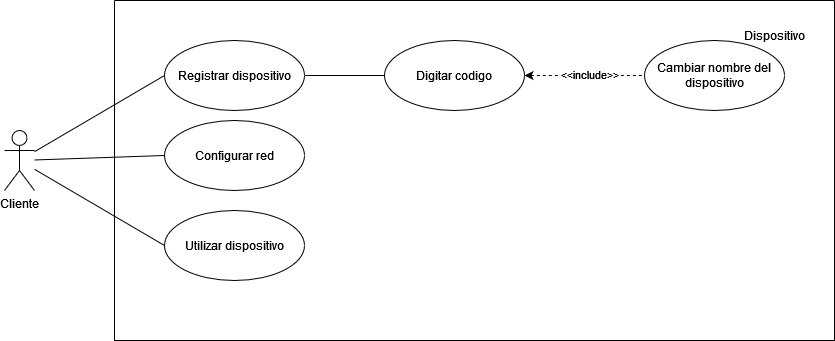 Dispositivo
Registrar dispositivo
Digitar codigo
<<include>>
Cambiar nombre del
dispositivo
Configurar red
Cliente
Utilizar dispositivo